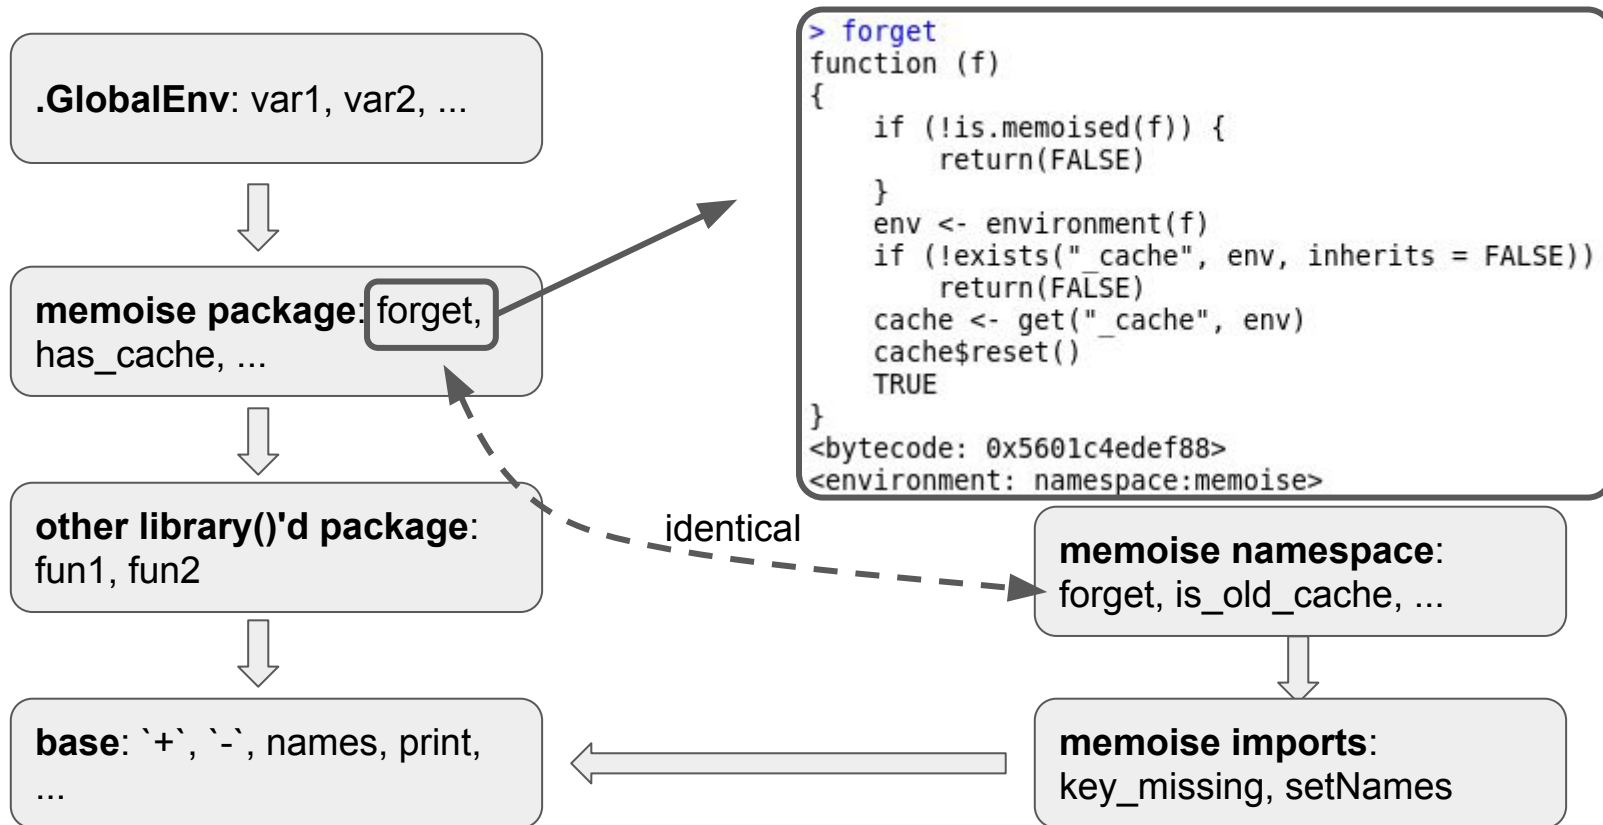 .GlobalEnv: var1, var2, ...
memoise package: forget,
has_cache, ...
other library()'d package:
fun1, fun2
base: `+`, `-`, names, print,
...
> forget
function (f)
{
    if (!is.memoised(f)) {
        return(FALSE)
    }
    env <- environment(f)
    if (!exists("_cache", env, inherits = FALSE))
        return(FALSE)
    cache <- get("_cache", env)
    cache$reset()
    TRUE
}
<bytecode: 0x5601c4edef88>
<environment: namespace:memoise>
identical
memoise namespace:
forget, is_old_cache, ...
memoise imports:
key_missing, setNames